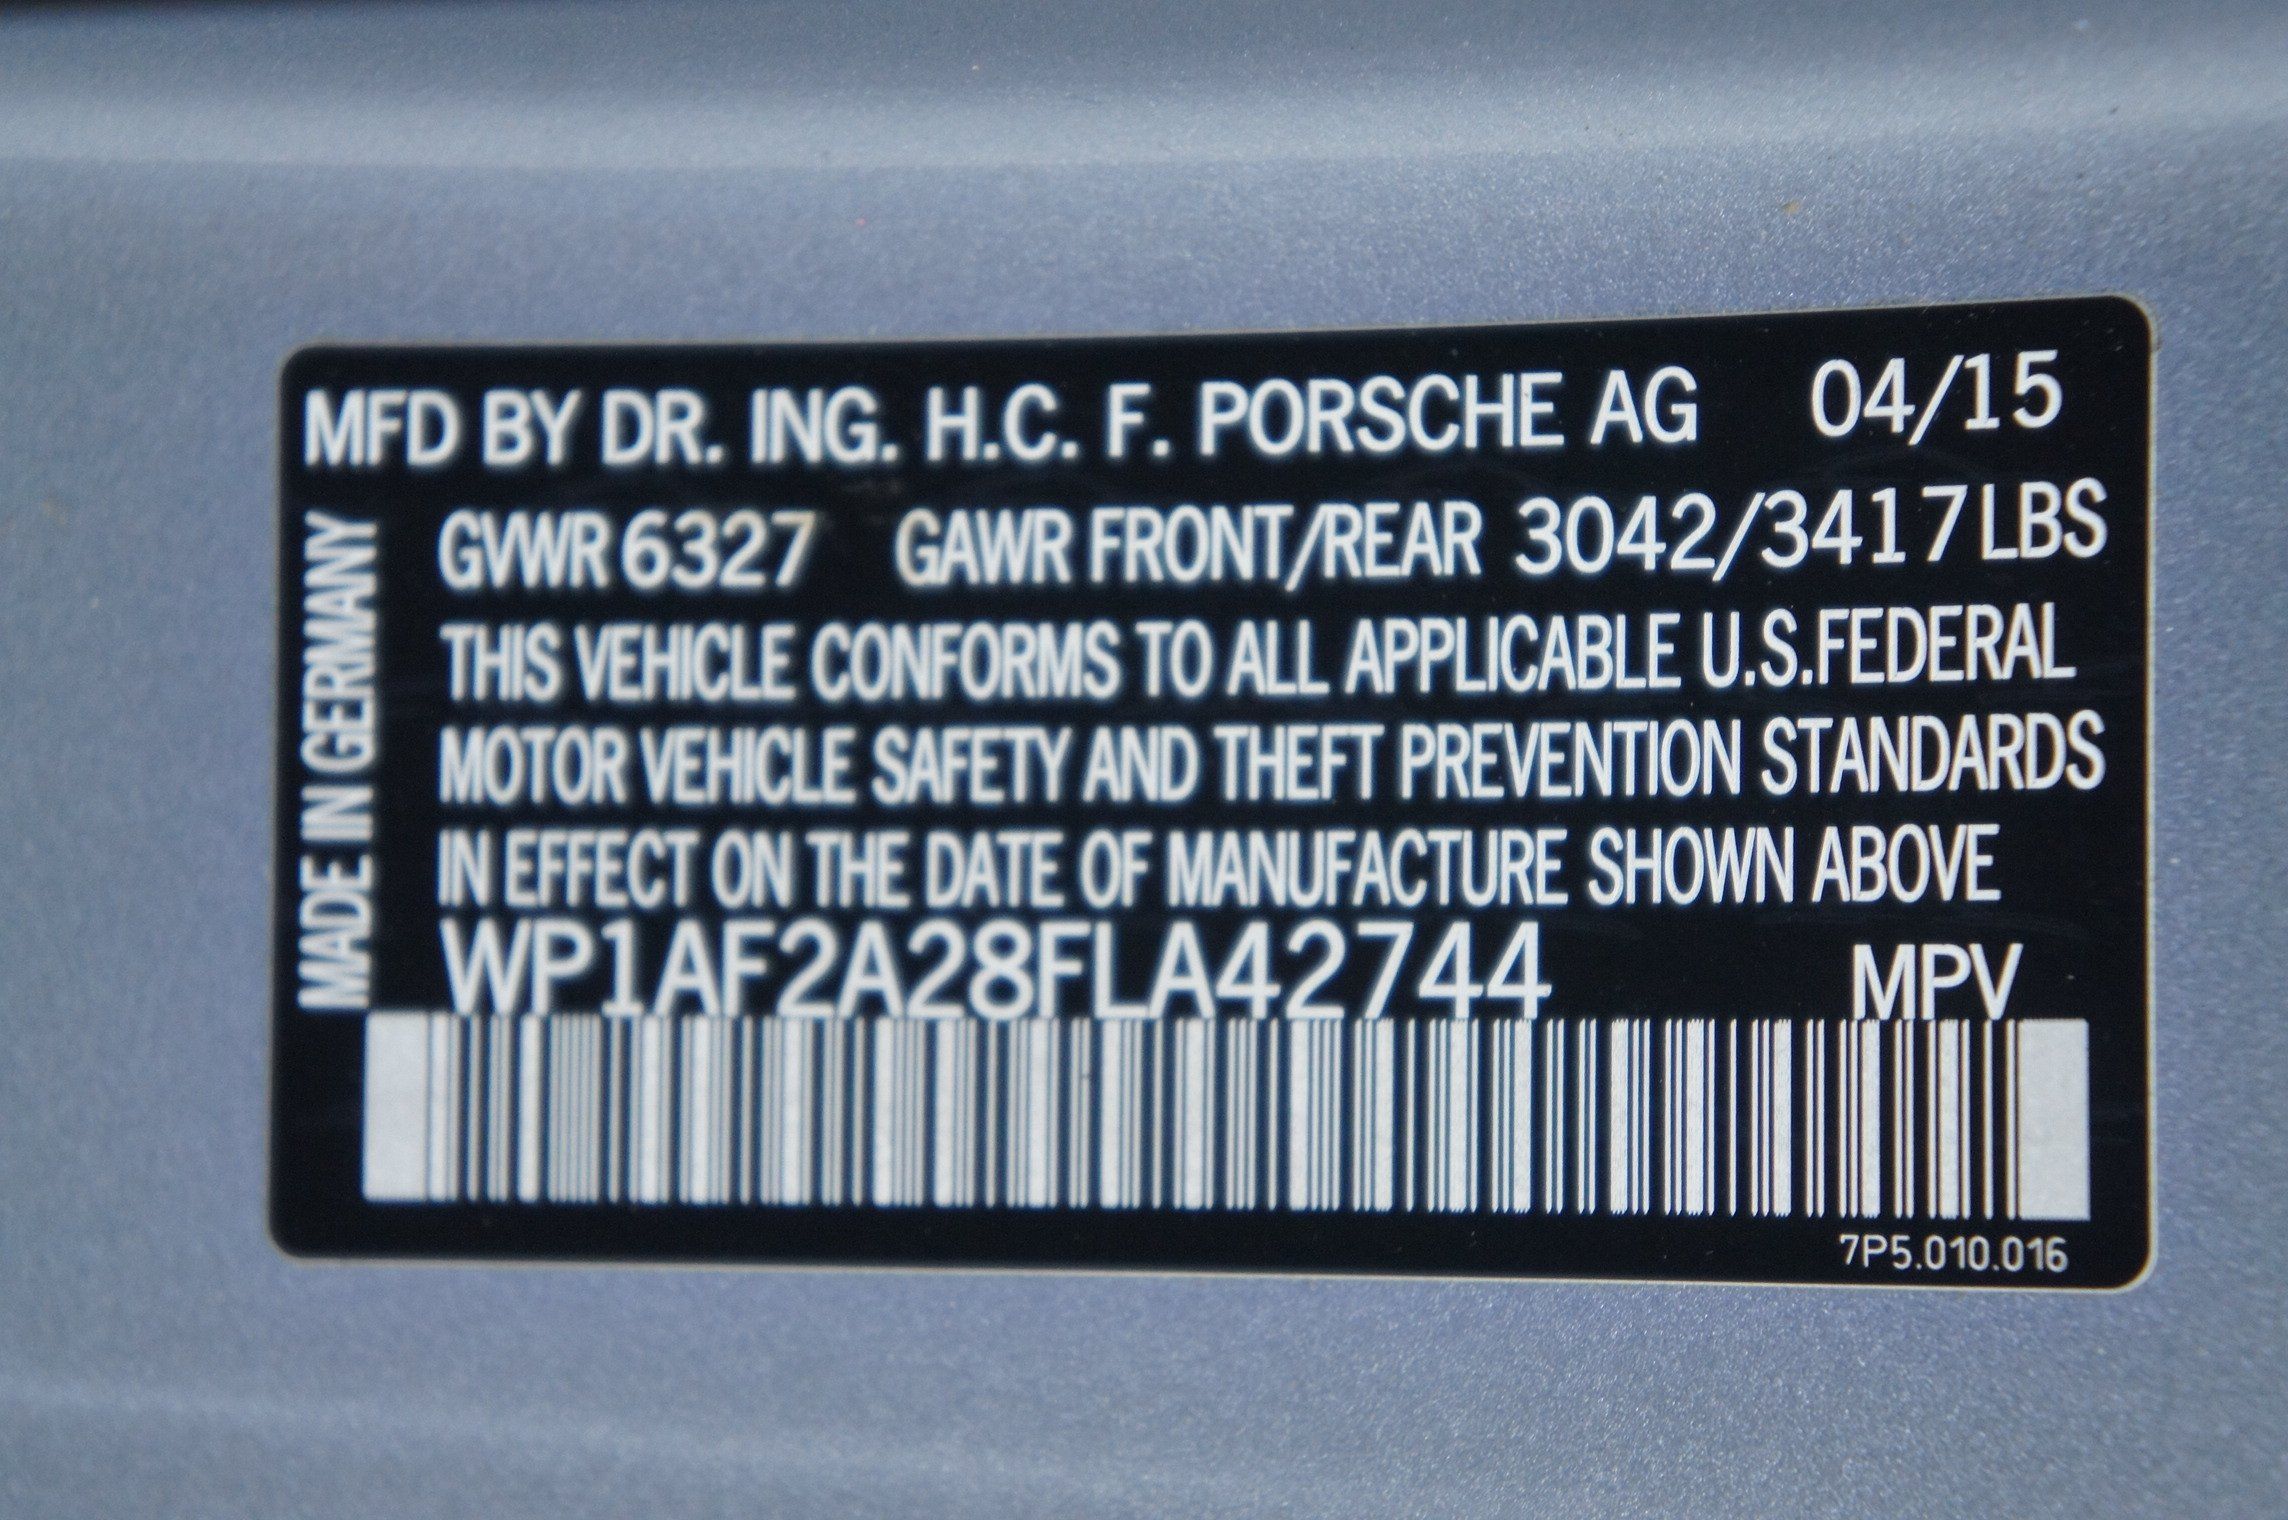 MFD BY DR. ING. H.C. F. PORSCHE AG 04/15
MADE IN GERMANY
GVWR 6327 GAWR FRONT/REAR 3042/3417 LBS
THIS VEHICLE CONFORMS TO ALL APPLICABLE U.S.FEDERAL
MOTOR VEHICLE SAFETY AND THEFT PREVENTION STANDARDS
IN EFFECT ON THE DATE OF MANUFACTURE SHOWN ABOVE
WP1AF2A28FLA42744 MPV
7P5.010.016